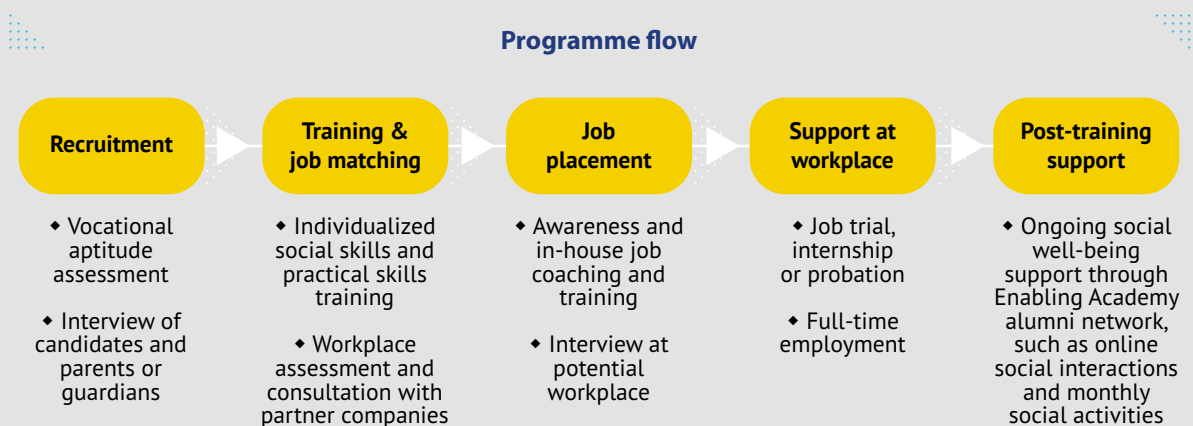 Programme flow
Recruitment
Training &
job matching
Job
placement
Support at
workplace
Post-training
support
◆ Vocational
aptitude
assessment
◆ Interview of
candidates and
parents or
guardians
◆ Individualized
social skills and
practical skills
training
◆ Workplace
assessment and
consultation with
partner companies
◆ Awareness and
in-house job
coaching and
training
◆ Interview at
potential
workplace
◆ Job trial,
internship
or probation
◆ Full-time
employment
◆ Ongoing social
well-being
support through
Enabling Academy
alumni network,
such as online
social interactions
and monthly
social activities